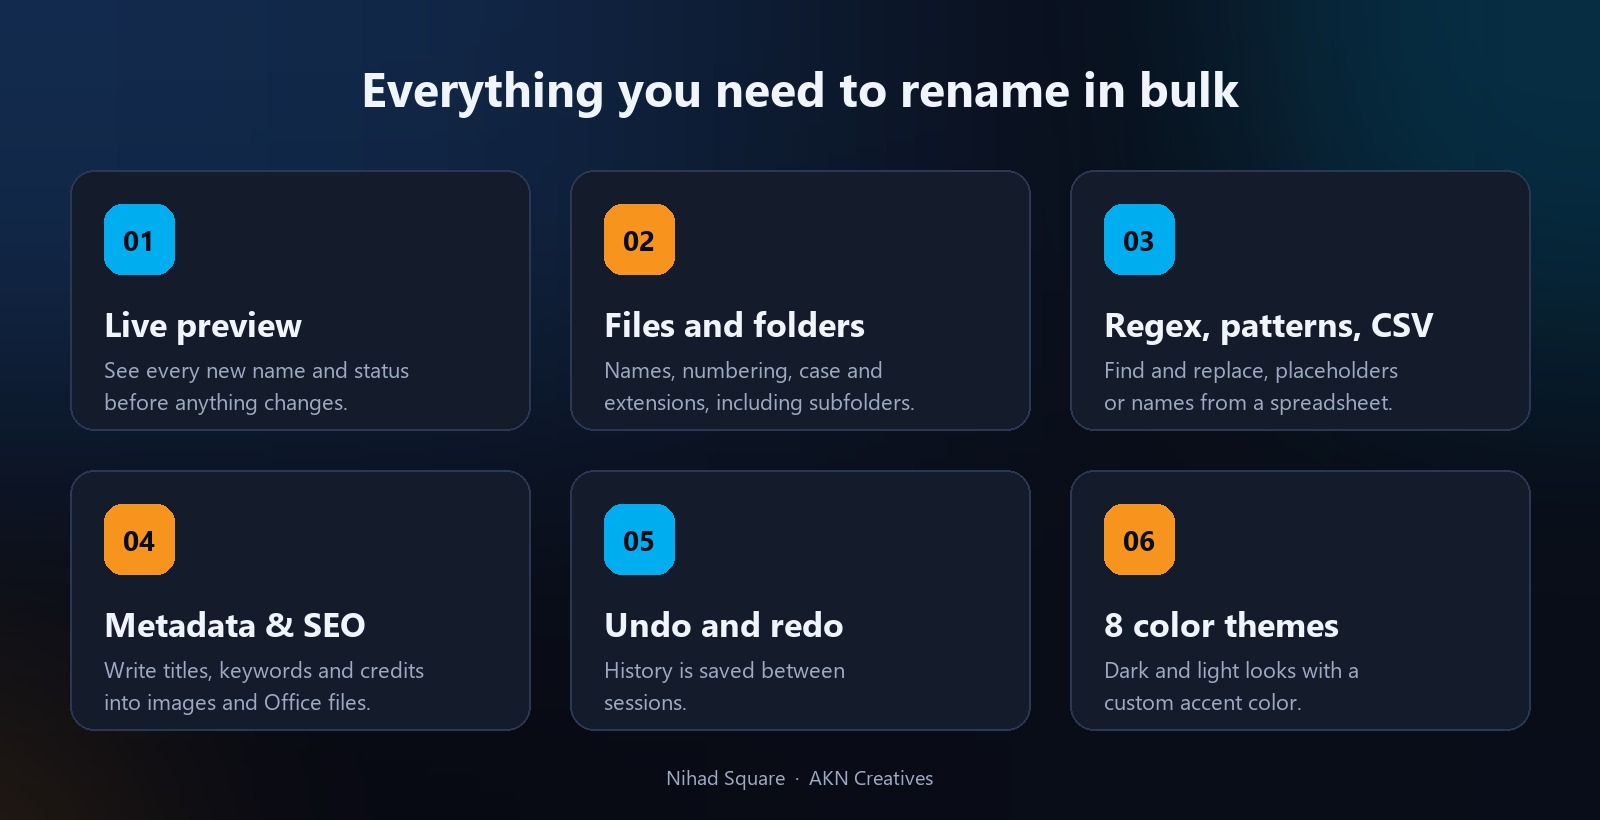 Everything you need to rename in bulk
01
Live preview
See every new name and status
before anything changes.
02
Files and folders
Names, numbering, case and
extensions, including subfolders.
03
Regex, patterns, CSV
Find and replace, placeholders
or names from a spreadsheet.
04
Metadata & SEO
Write titles, keywords and credits
into images and Office files.
05
Undo and redo
History is saved between
sessions.
06
8 color themes
Dark and light looks with a
custom accent color.
Nihad Square · AKN Creatives